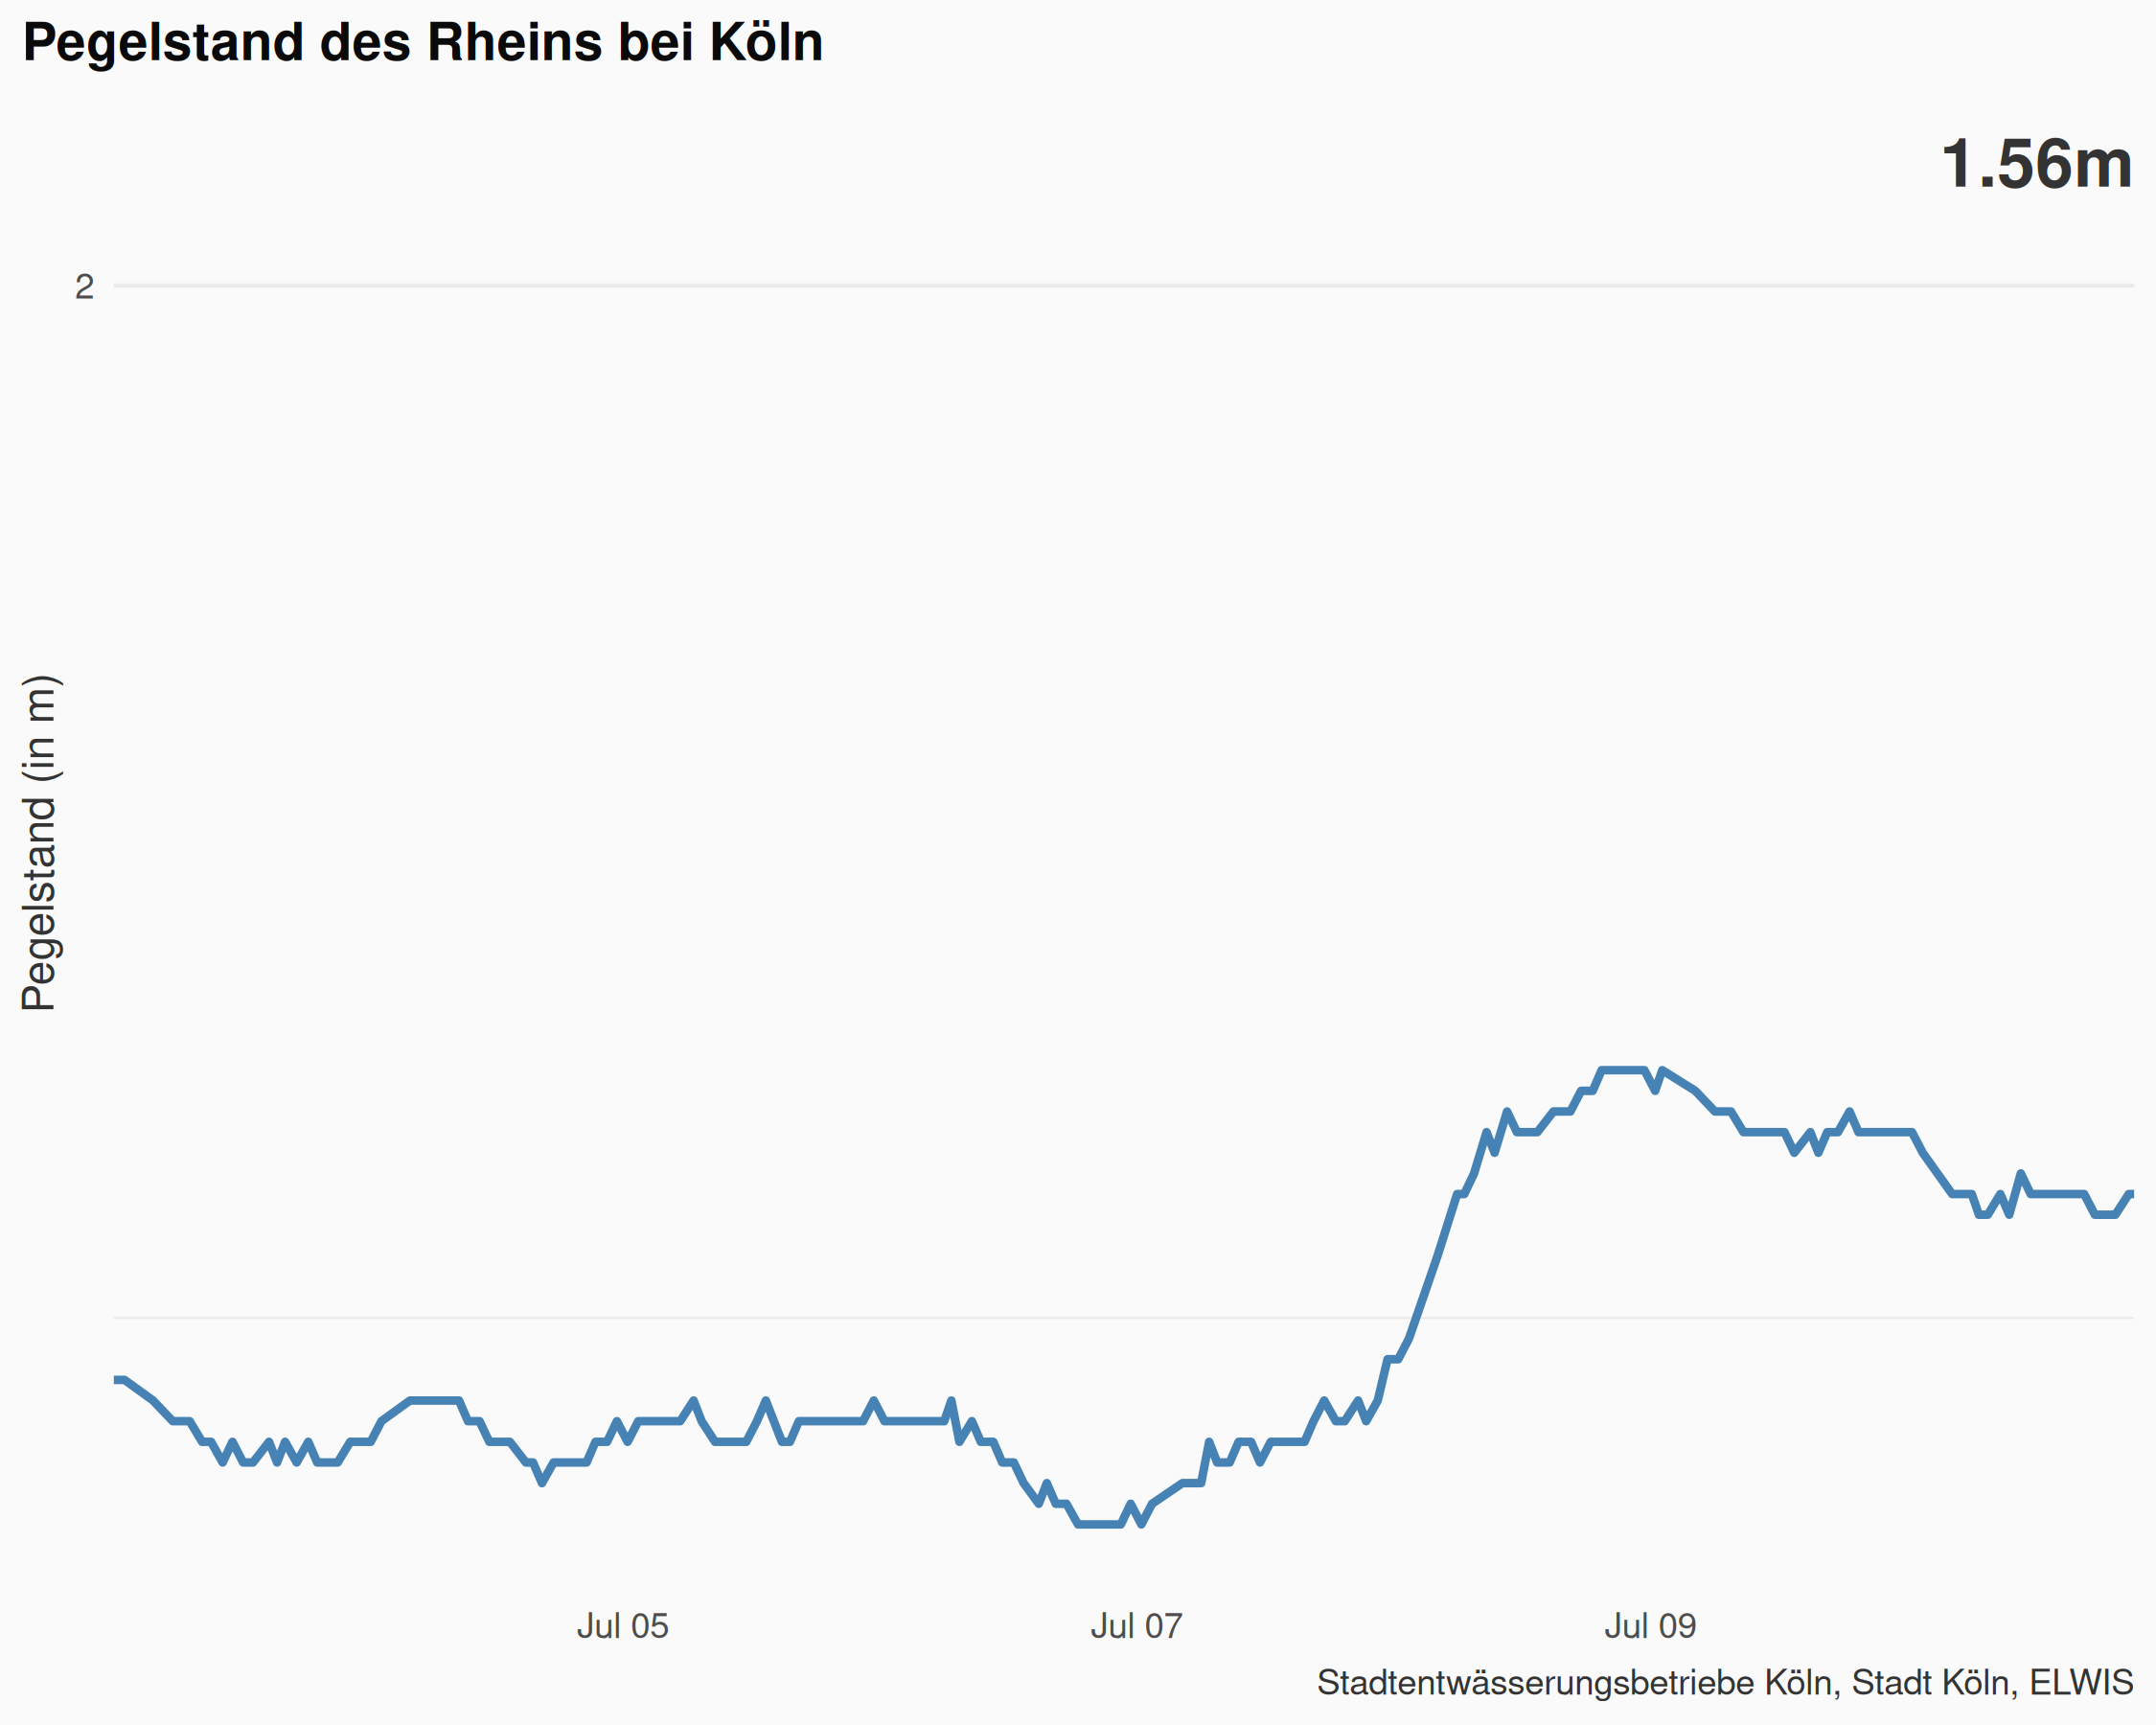 Pegelstand des Rheins bei Köln
1.56m
2
Pegelstand (in m)
Jul 05
Jul 07
Jul 09
Stadtentwässerungsbetriebe Köln, Stadt Köln, ELWIS